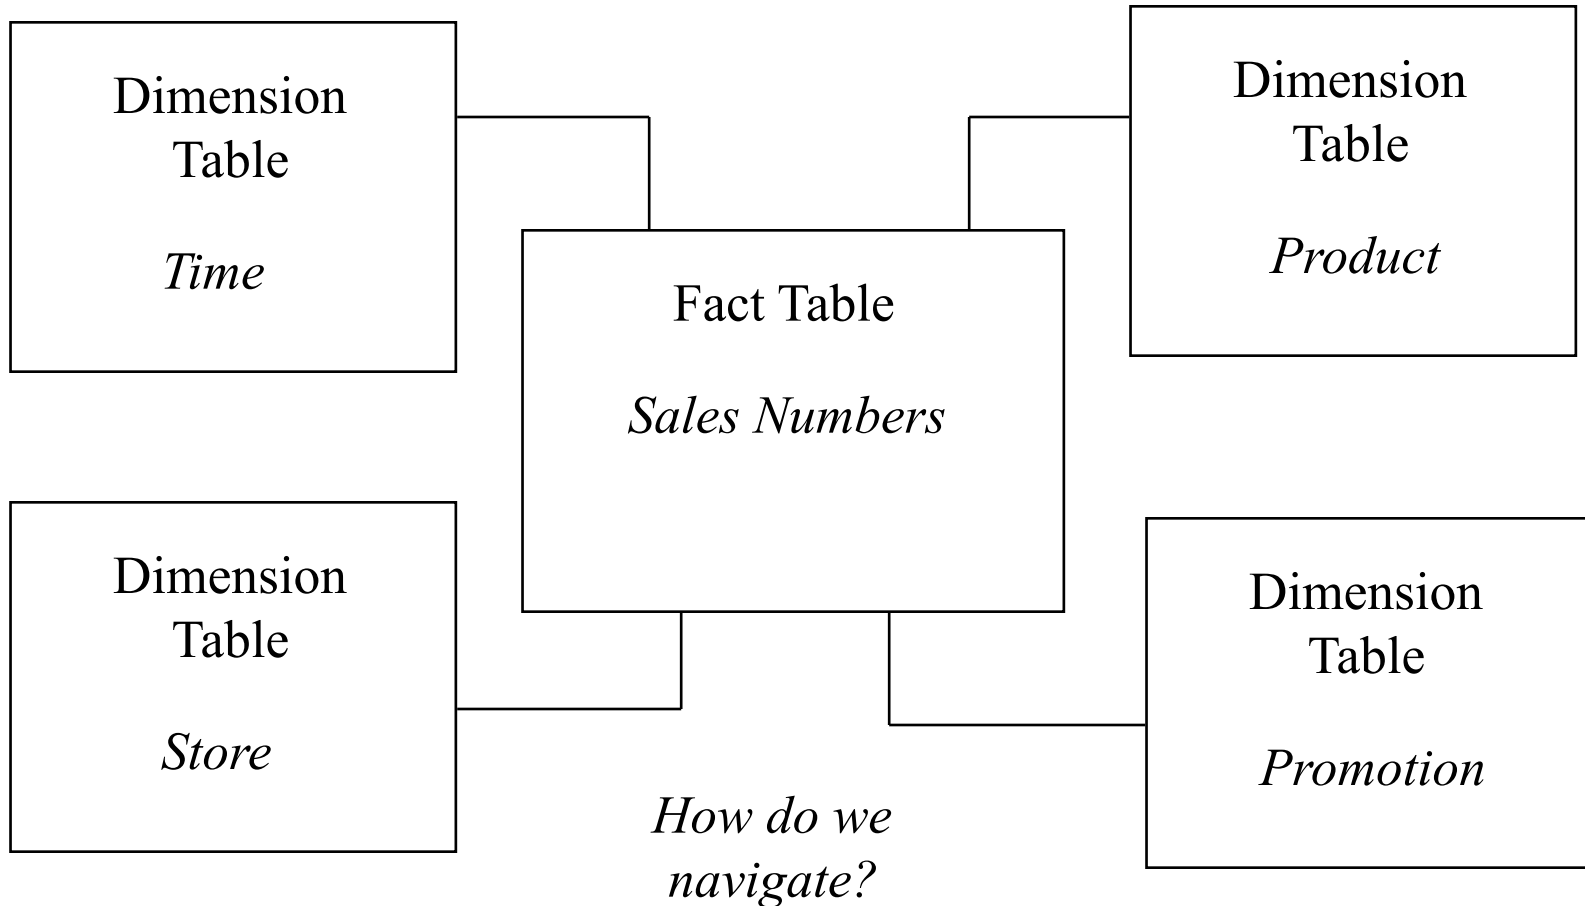 Dimension
Table
Time
Dimension
Table
Product
Fact Table
Sales Numbers
Dimension
Table
Store
Dimension
Table
Promotion
How do we
navigate?